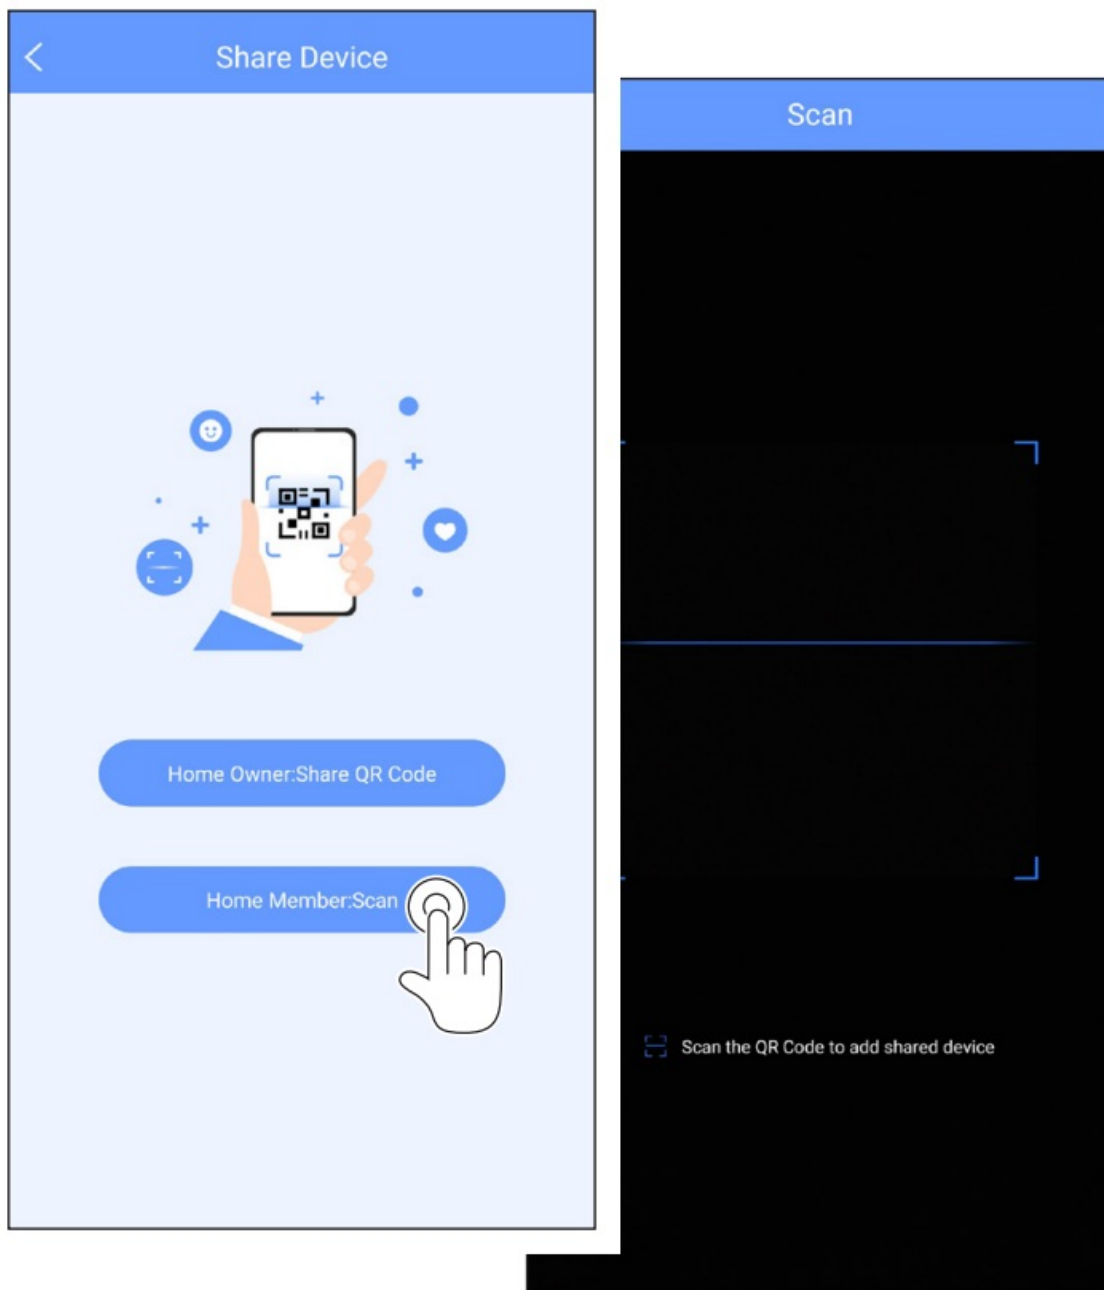 Share Device
Home Owner:Share QR Code
Home Member:Scan
Scan
Scan the QR Code to add shared device